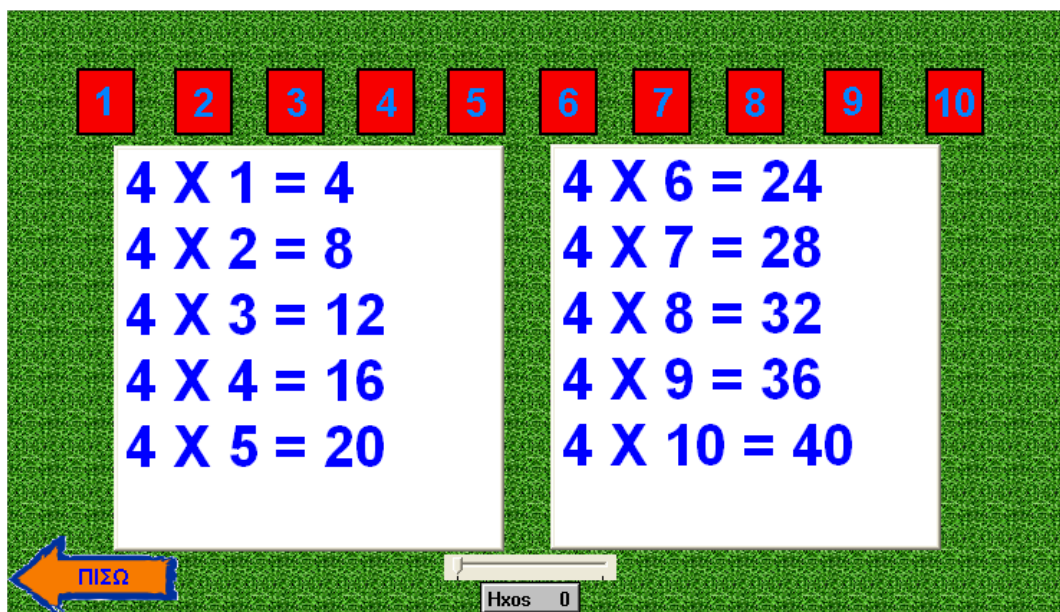 1 2 3 4 5 6 7 8 9 10
4 X 1 = 4
4 X 2 = 8
4 X 3 = 12
4 X 4 = 16
4 X 5 = 20
4 X 6 = 24
4 X 7 = 28
4 X 8 = 32
4 X 9 = 36
4 X 10 = 40
ΠΙΣΩ
Hxos 0